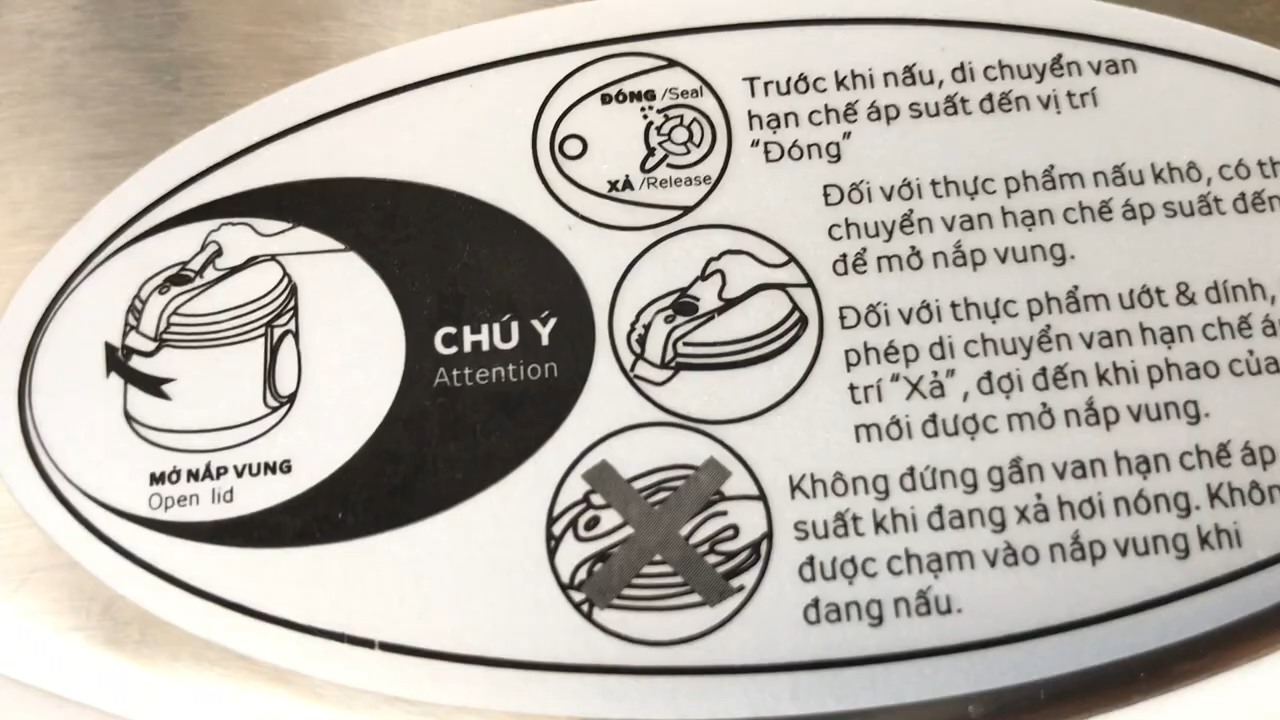 MỞ NẮP VUNG
Open lid
CHÚ Ý
Attention
ĐÓNG /Seal
XẢ /Release
Trước khi nấu, di chuyển van
hạn chế áp suất đến vị trí
“Đóng”
Đối với thực phẩm nấu khô, có
chuyển van hạn chế áp suất đến
để mở nắp vung.
Đối với thực phẩm ướt & dính,
phép di chuyển van hạn chế
trí “Xả”, đợi đến khi phao của
mới được mở nắp vung.
Không đứng gần van hạn chế áp
suất khi đang xả hơi nóng.
được chạm vào nắp vung khi
đang nấu.